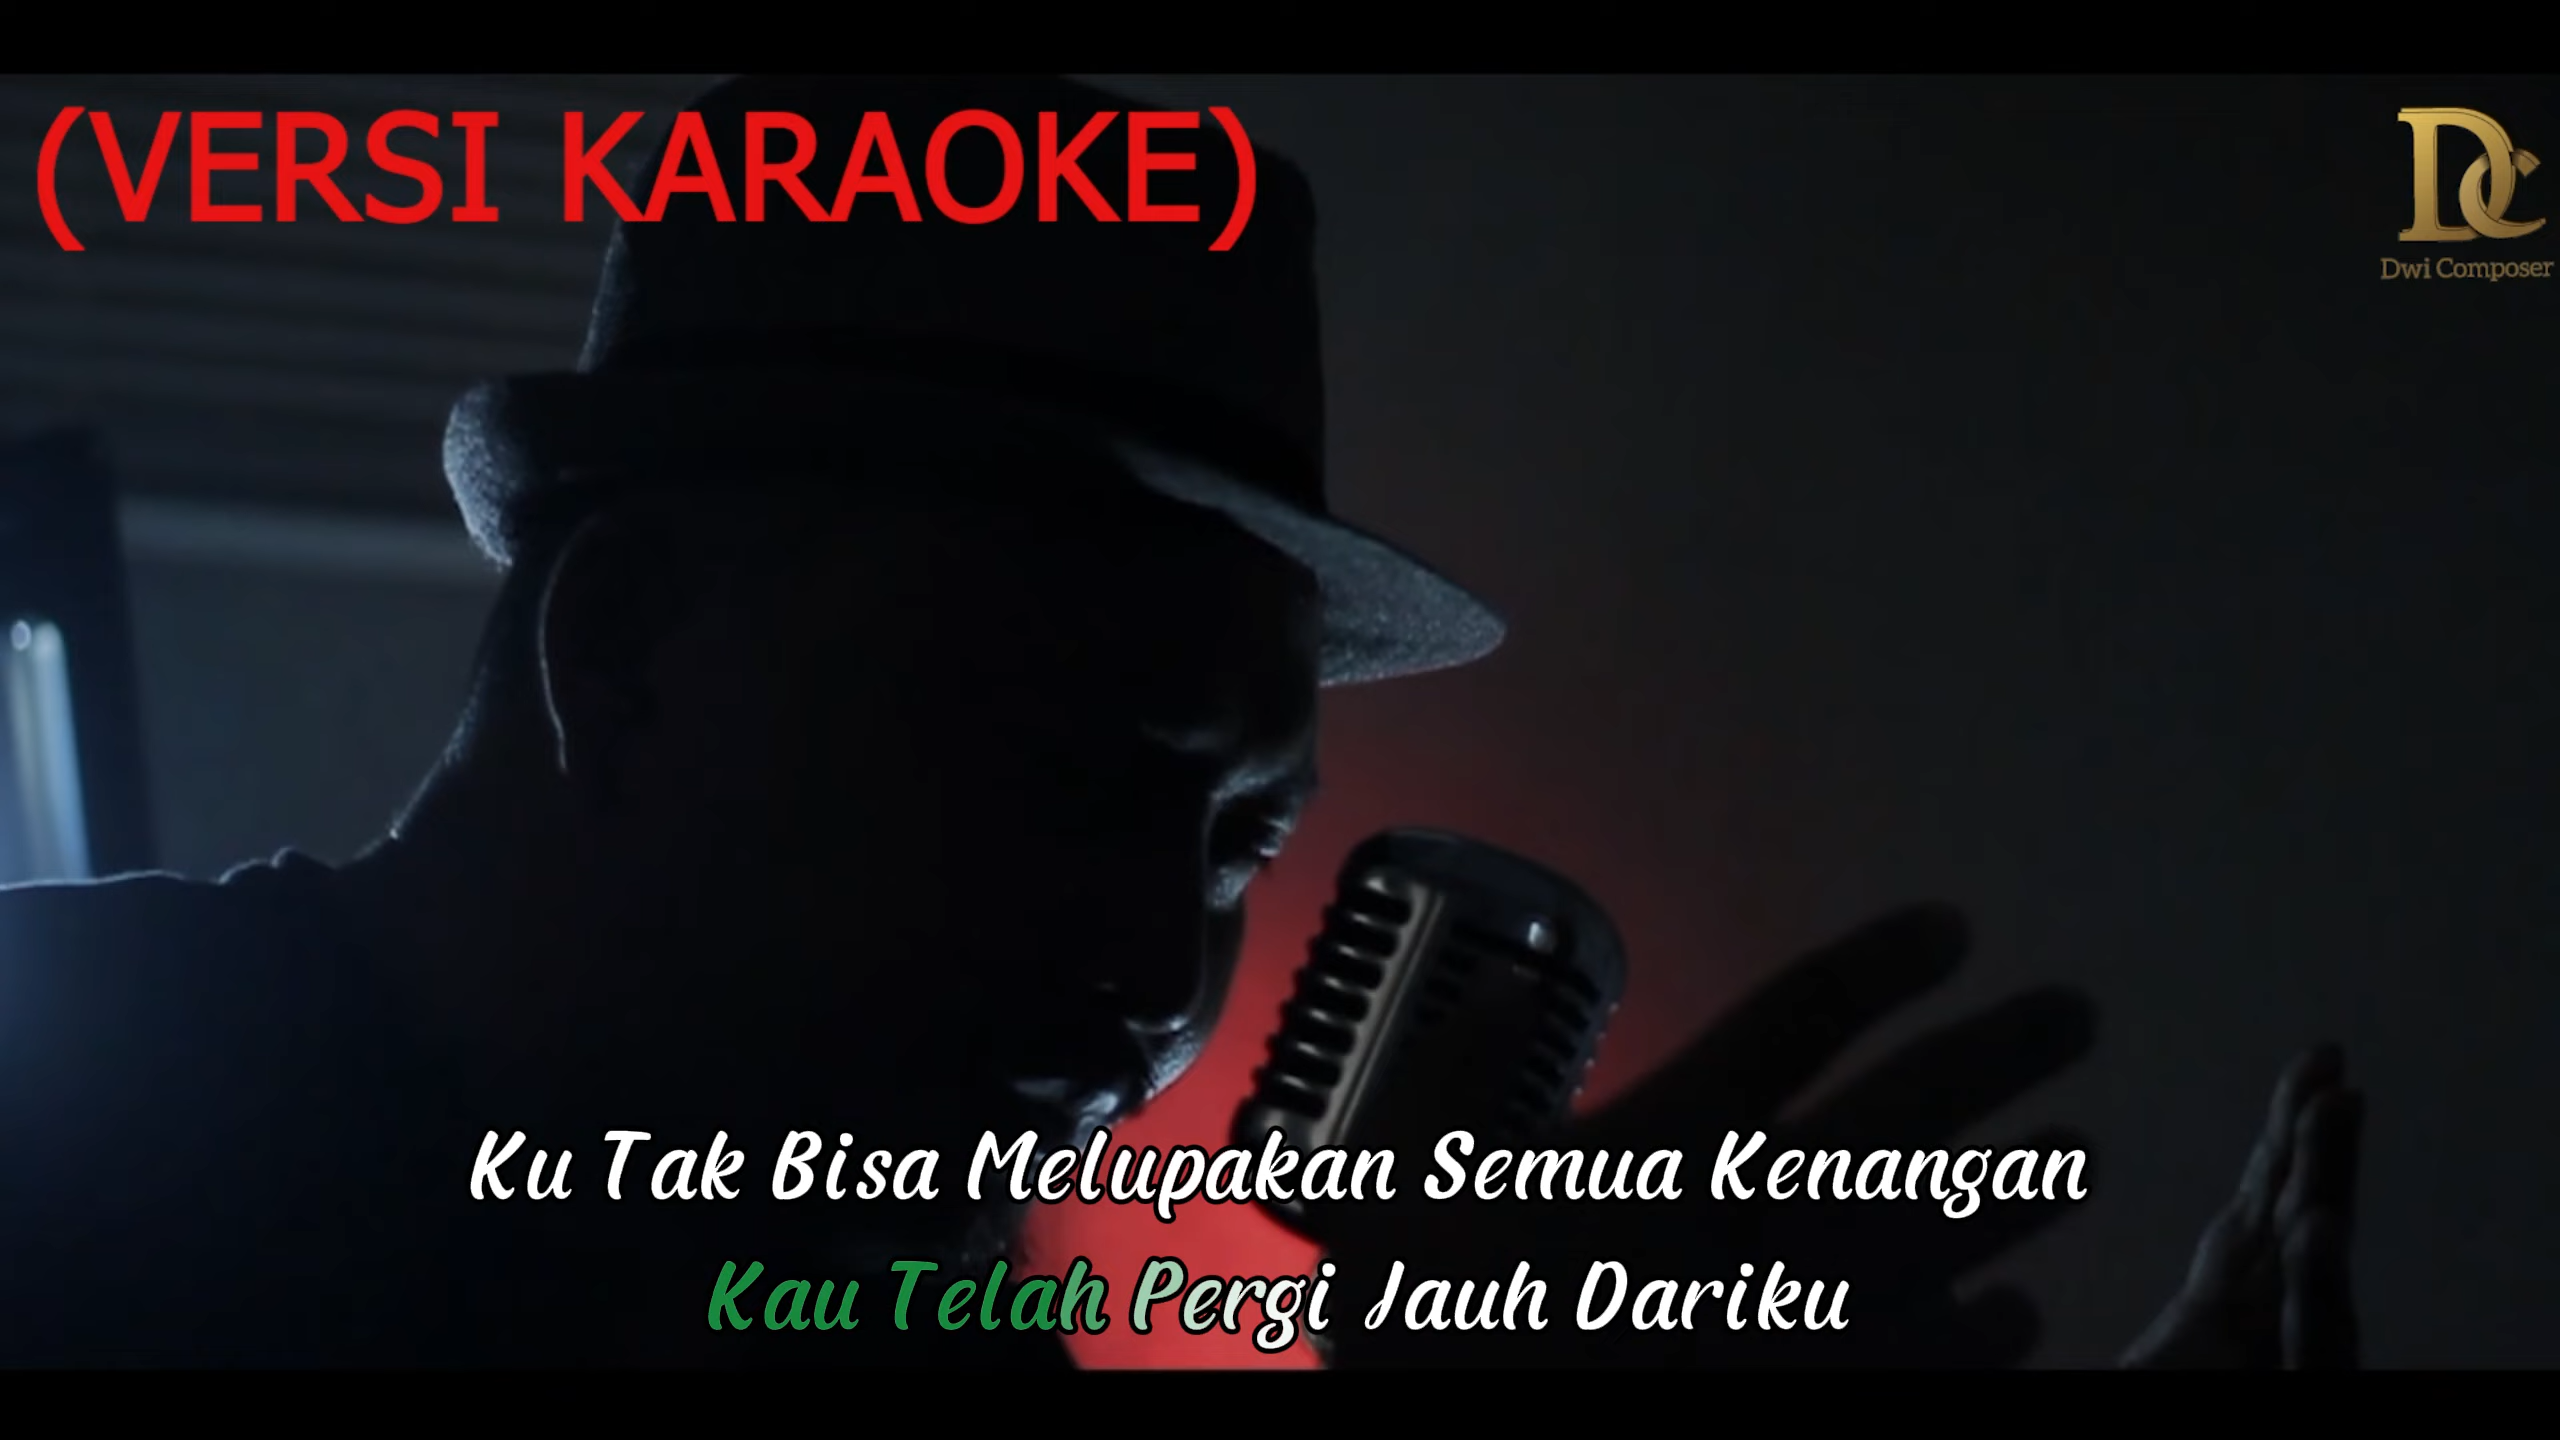 (VERSI KARAOKE)
DC
Dwi Composer
Ku Tak Bisa Melupakan Semua Kenangan
Kau Telah Pergi Jauh Dariku